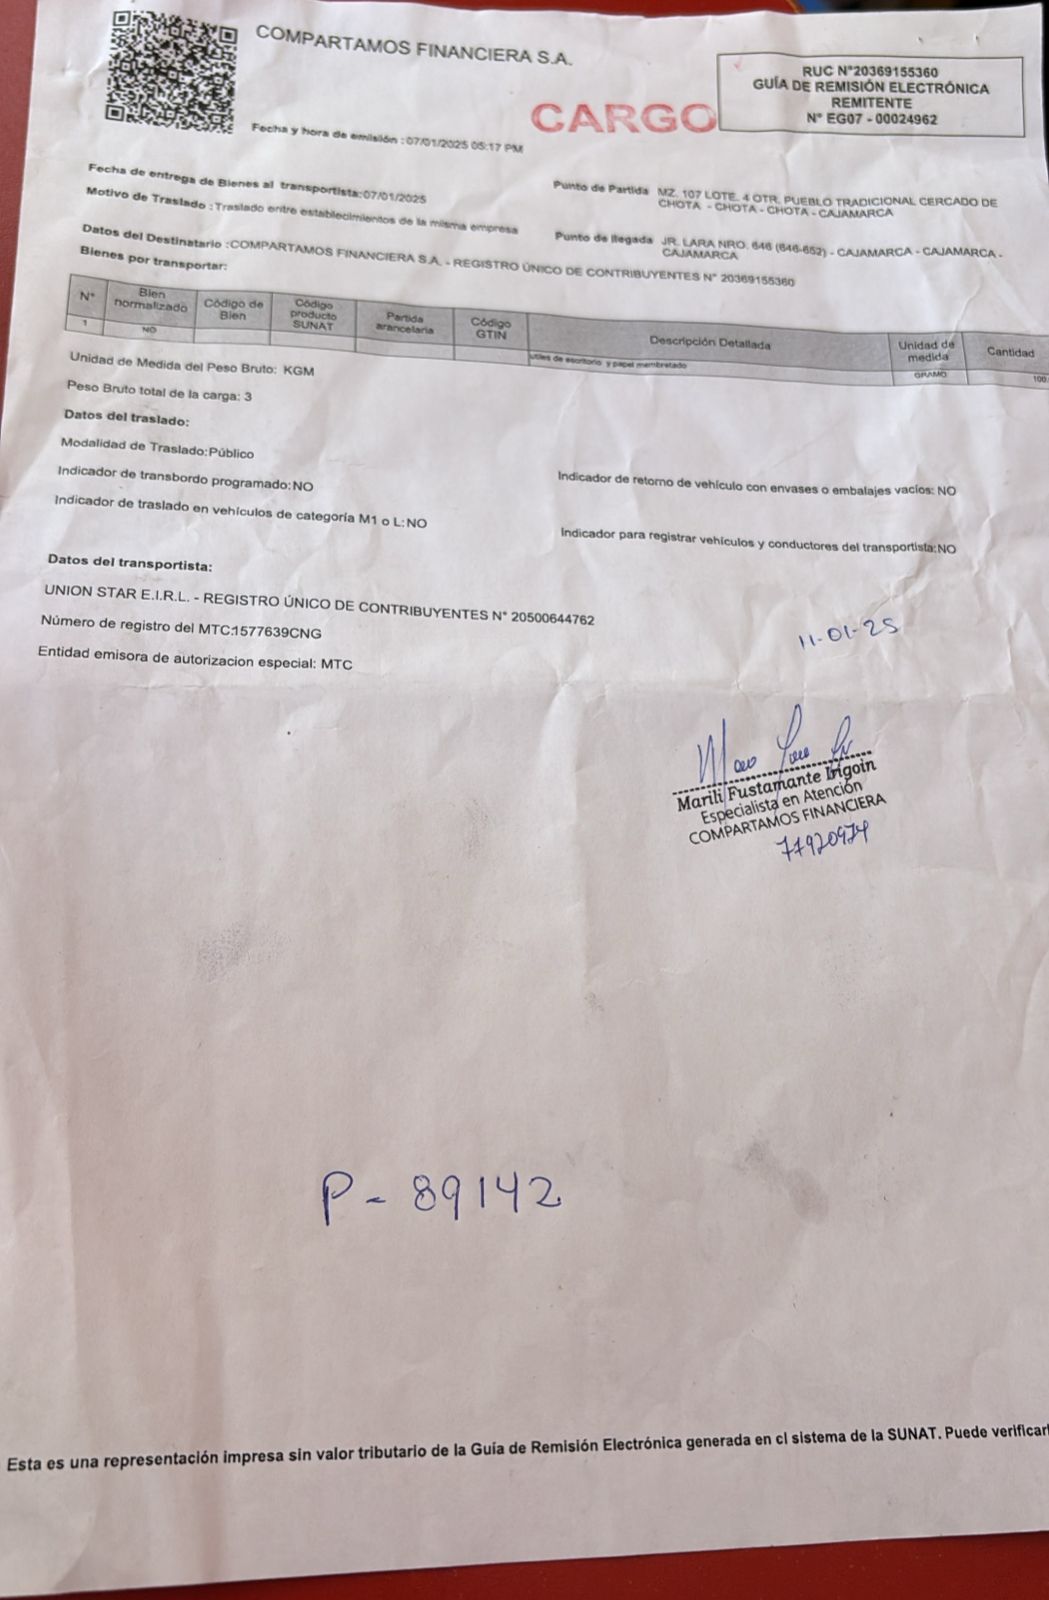 COMPARTAMOS FINANCIERA S.A.
CARGO
RUC N°20369155360
GUÍA DE REMISIÓN ELECTRÓNICA
REMITENTE
N° EG07 - 00024962
Fecha y hora de emisión : 07/01/2025 05:17 PM
Fecha de entrega de Bienes al transportista:07/01/2025
Motivo de Traslado : Traslado entre establecimientos de la misma empresa
Punto de Partida MZ. 107 LOTE. 4 OTR. PUEBLO TRADICIONAL CERCADO DE
CHOTA - CHOTA - CHOTA - CAJAMARCA
Punto de llegada JR. LARA NRO. 646 (646-652) - CAJAMARCA - CAJAMARCA -
CAJAMARCA
Datos del Destinatario :COMPARTAMOS FINANCIERA S.A. - REGISTRO ÚNICO DE CONTRIBUYENTES N° 20369155360
Bienes por transportar:
N° Bien normalizado Código de Bien Código producto SUNAT Partida arancelaria Código GTIN Descripción Detallada Unidad de medida Cantidad
1 NO utiles de escritorio y papel membretado GRAMO 100.
Unidad de Medida del Peso Bruto: KGM
Peso Bruto total de la carga: 3
Datos del traslado:
Modalidad de Traslado:Público
Indicador de transbordo programado:NO
Indicador de retorno de vehículo con envases o embalajes vacíos: NO
Indicador de traslado en vehículos de categoría M1 o L:NO
Indicador para registrar vehículos y conductores del transportista:NO
Datos del transportista:
UNION STAR E.I.R.L. - REGISTRO ÚNICO DE CONTRIBUYENTES N° 20500644762
Número de registro del MTC:1577639CNG
Entidad emisora de autorizacion especial: MTC
11-01-25
Marili Fustamante Irigoin
Especialista en Atención
COMPARTAMOS FINANCIERA
77920974
P - 89142
Esta es una representación impresa sin valor tributario de la Guía de Remisión Electrónica generada en el sistema de la SUNAT. Puede verificarl